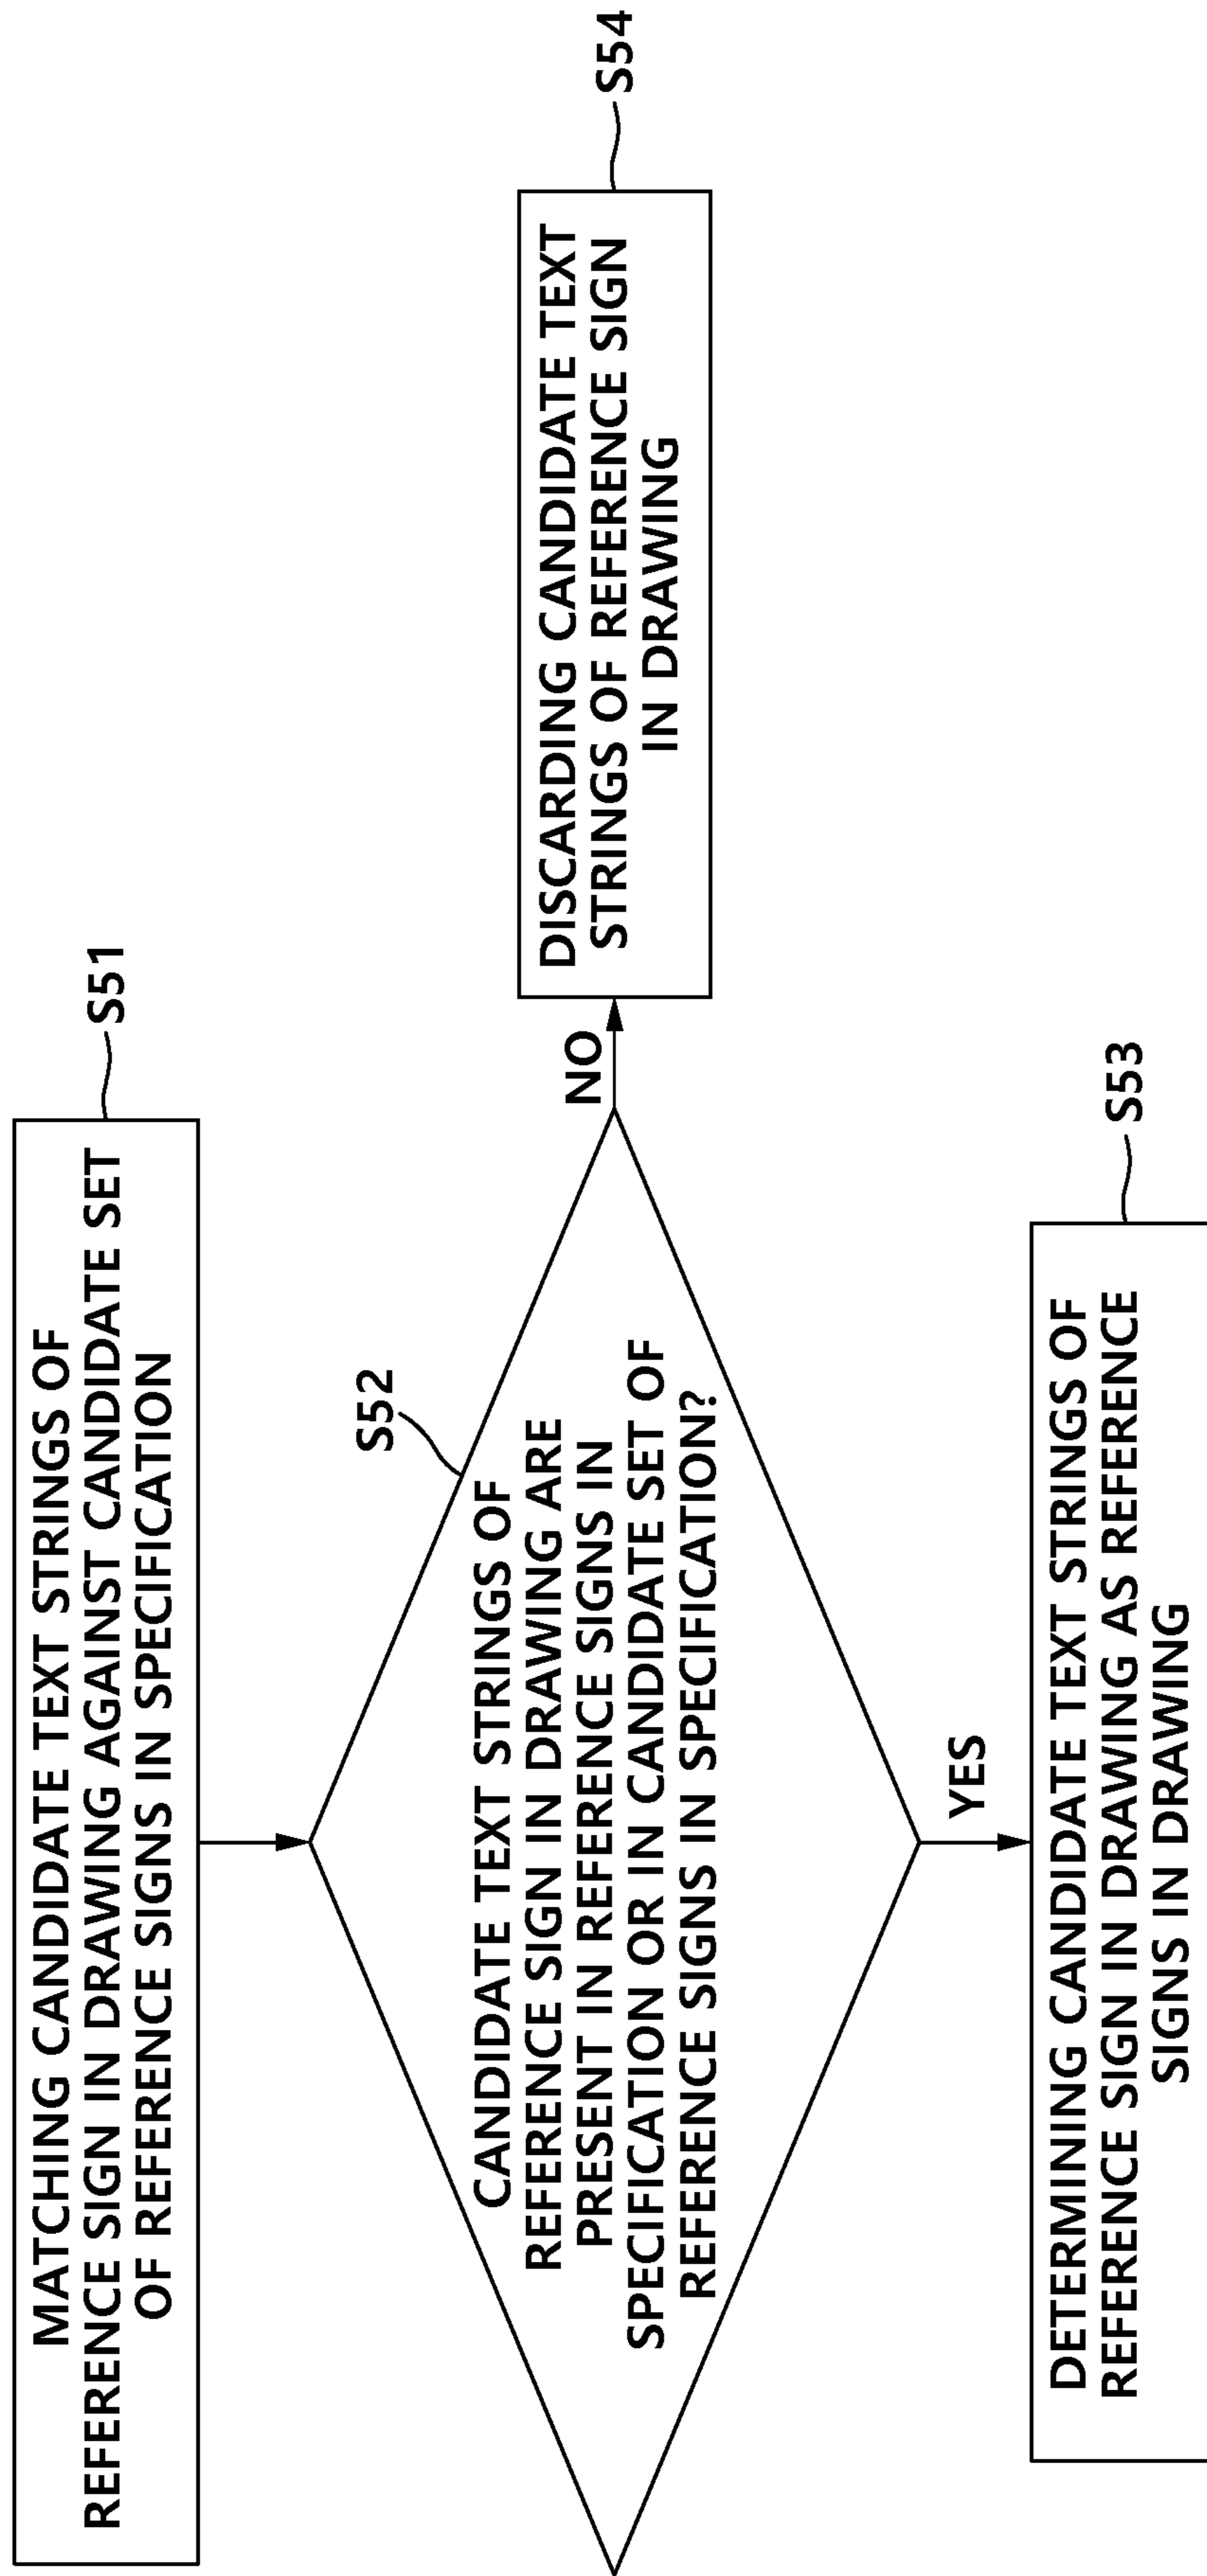 MATCHING CANDIDATE TEXT STRINGS OF
REFERENCE SIGN IN DRAWING AGAINST CANDIDATE SET
OF REFERENCE SIGNS IN SPECIFICATION
S51
S52
CANDIDATE TEXT STRINGS OF
REFERENCE SIGN IN DRAWING ARE
PRESENT IN REFERENCE SIGNS IN
SPECIFICATION OR IN CANDIDATE SET OF
REFERENCE SIGNS IN SPECIFICATION?
NO
DISCARDING CANDIDATE TEXT
STRINGS OF REFERENCE SIGN
IN DRAWING
S54
YES
DETERMINING CANDIDATE TEXT STRINGS OF
REFERENCE SIGN IN DRAWING AS REFERENCE
SIGNS IN DRAWING
S53